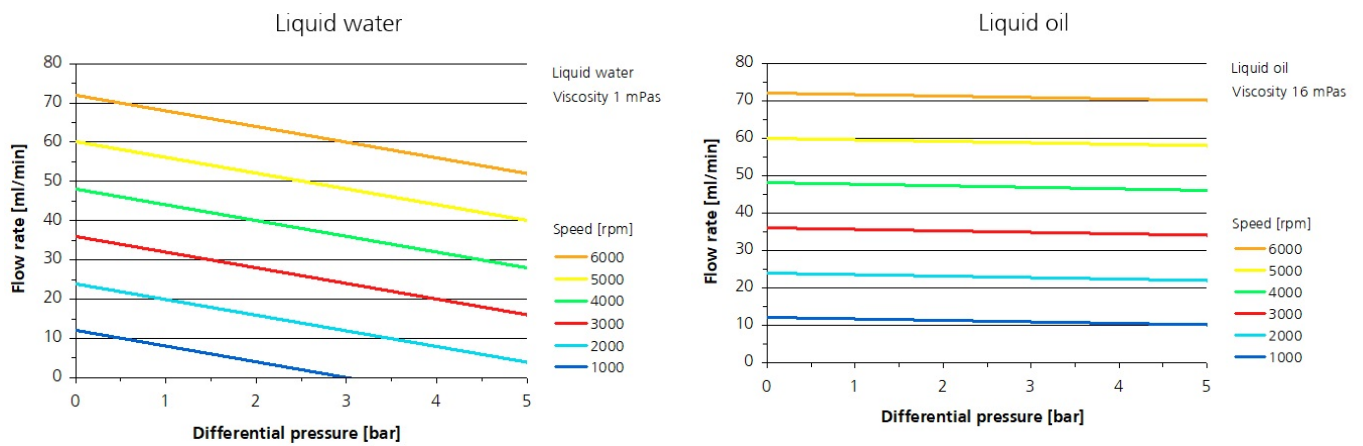 Liquid water
Liquid water
Viscosity 1 mPas
Flow rate [ml/min]
80
70
60
50
40
30
20
10
0
0 1 2 3 4 5
Differential pressure [bar]
Speed [rpm]
6000
5000
4000
3000
2000
1000
Liquid oil
Liquid oil
Viscosity 16 mPas
Flow rate [ml/min]
80
70
60
50
40
30
20
10
0
0 1 2 3 4 5
Differential pressure [bar]
Speed [rpm]
6000
5000
4000
3000
2000
1000